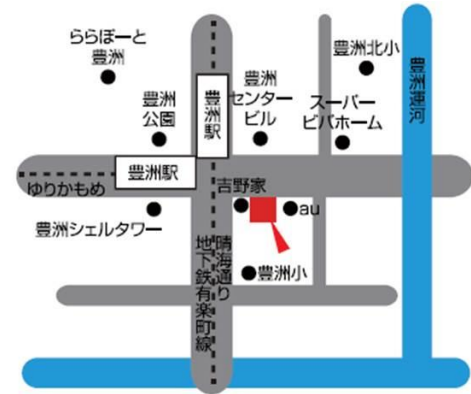 ららぽーと
豊洲
豊洲
公園
豊洲駅
豊洲
センター
ビル
豊洲北小
スーパー
ビバホーム
豊洲運河
豊洲駅
ゆりかもめ
吉野家
au
豊洲シェルタワー
晴海通り
地下鉄有楽町線
豊洲小